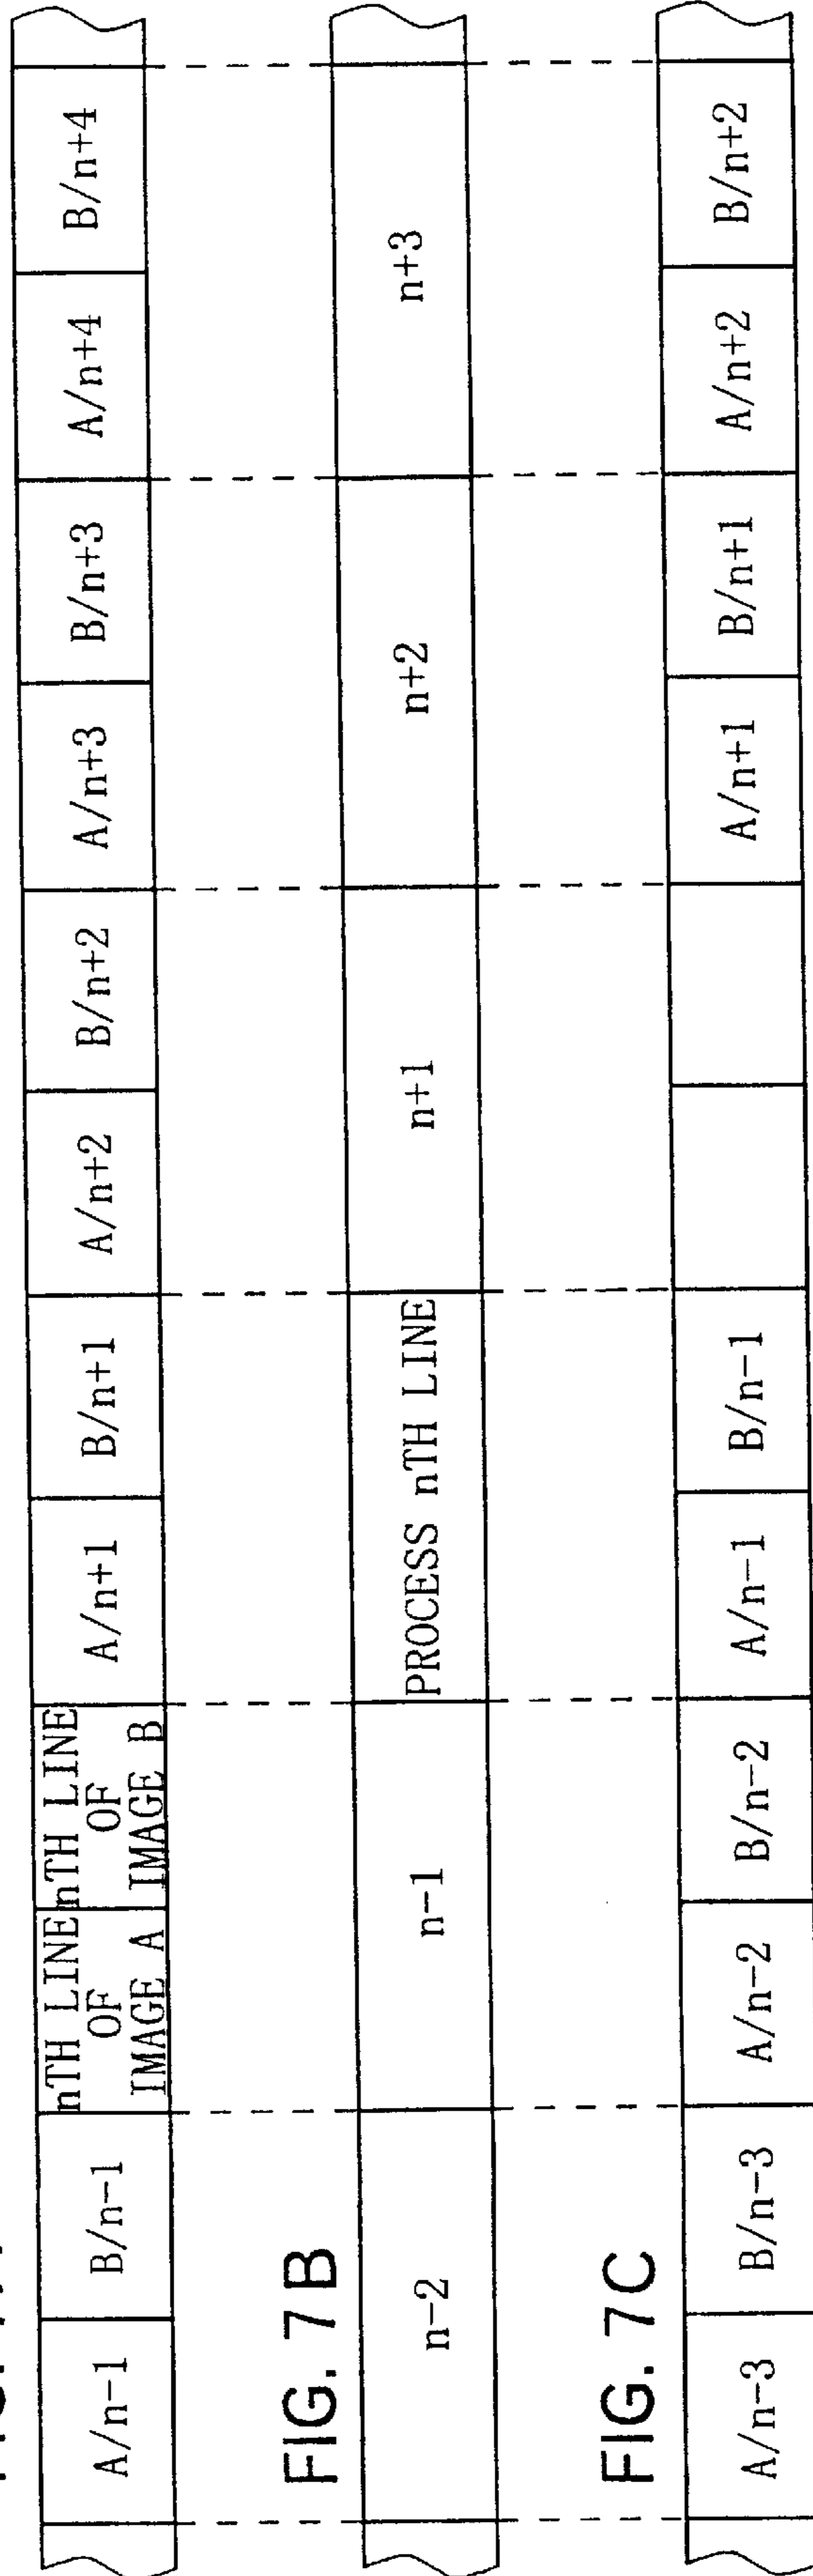 A/n-1
B/n-1
nTH LINE
OF
IMAGE A
nTH LINE
OF
IMAGE B
A/n+1
B/n+1
A/n+2
B/n+2
A/n+3
B/n+3
A/n+4
B/n+4
FIG. 7B
n-2
n-1
PROCESS nTH LINE
n+1
n+2
n+3
FIG. 7C
A/n-3
B/n-3
A/n-2
B/n-2
A/n-1
B/n-1
A/n+1
B/n+1
A/n+2
B/n+2